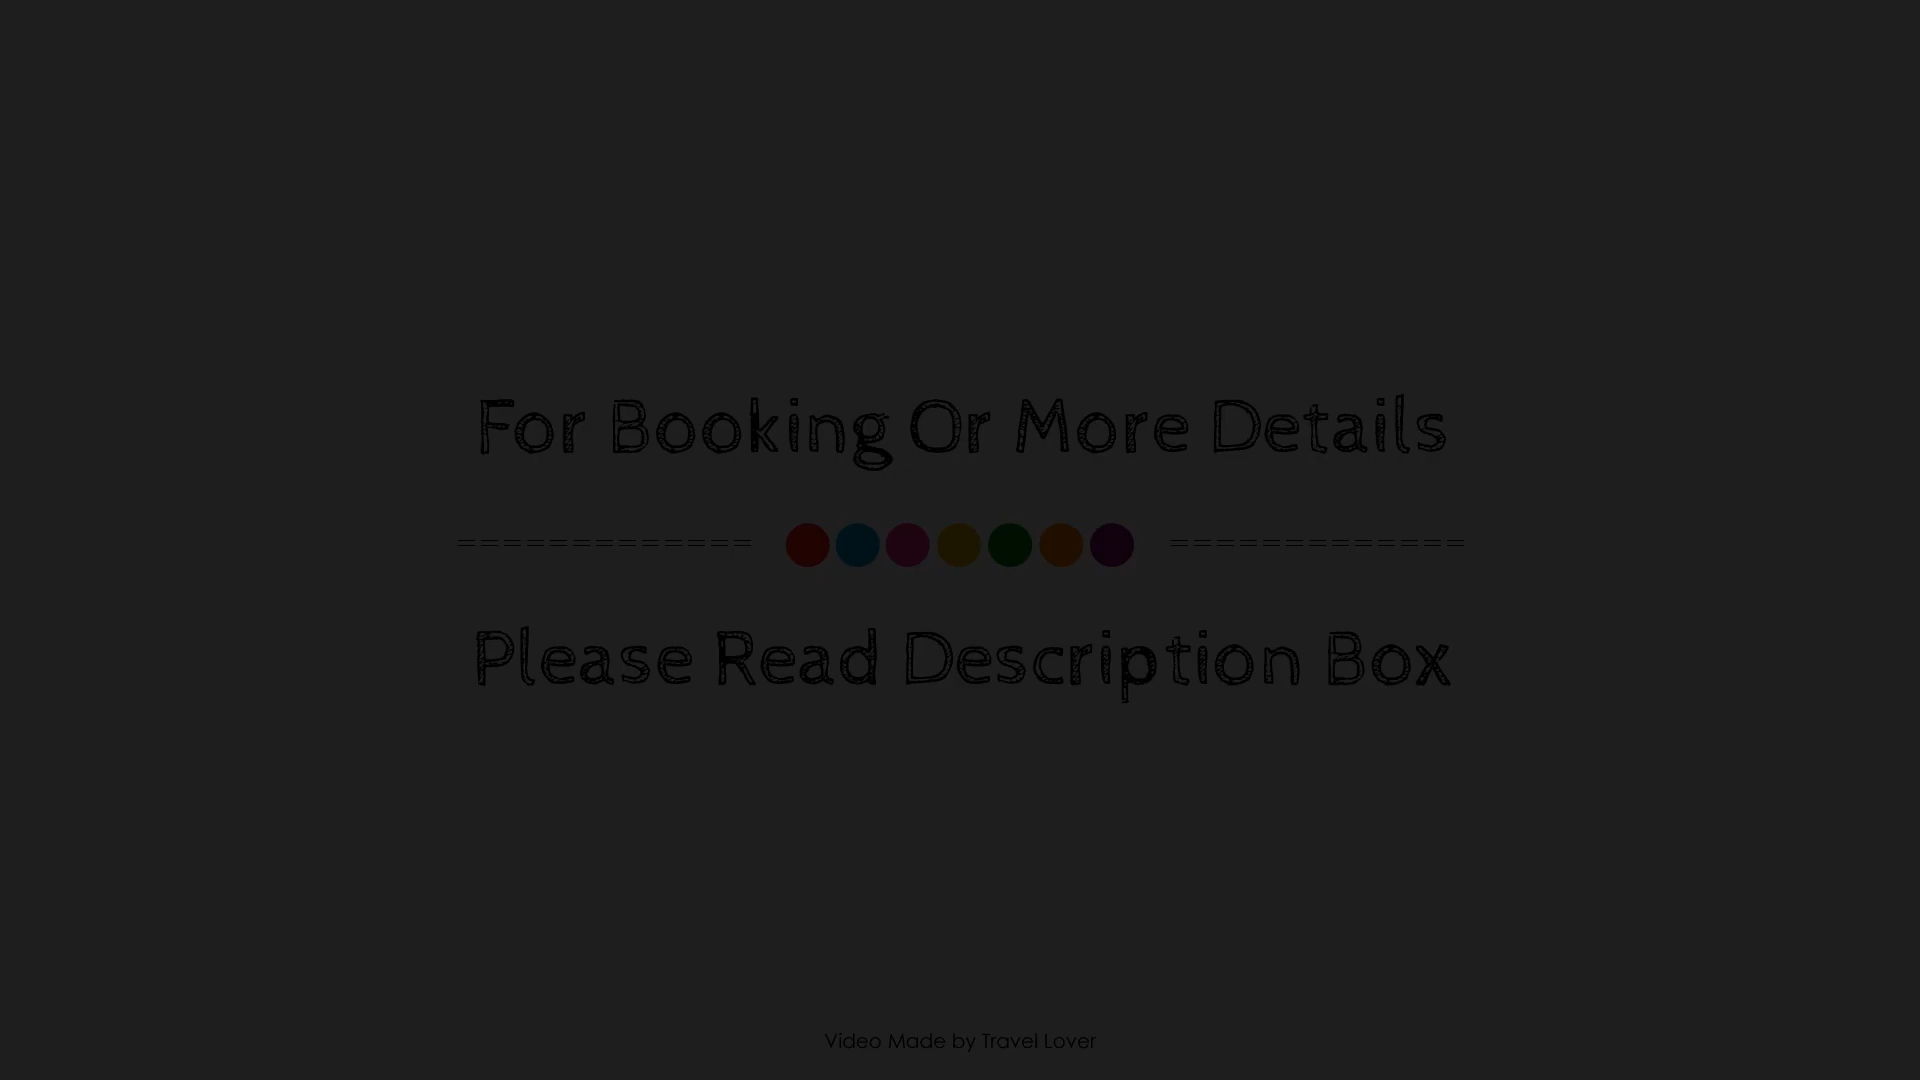 For Booking Or More Details
============= =============
Please Read Description Box
Video Made by Travel Lover